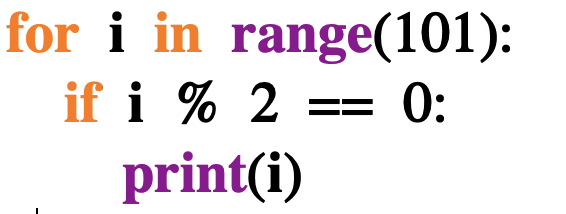 for i in range(101):
if i % 2 == 0:
print(i)